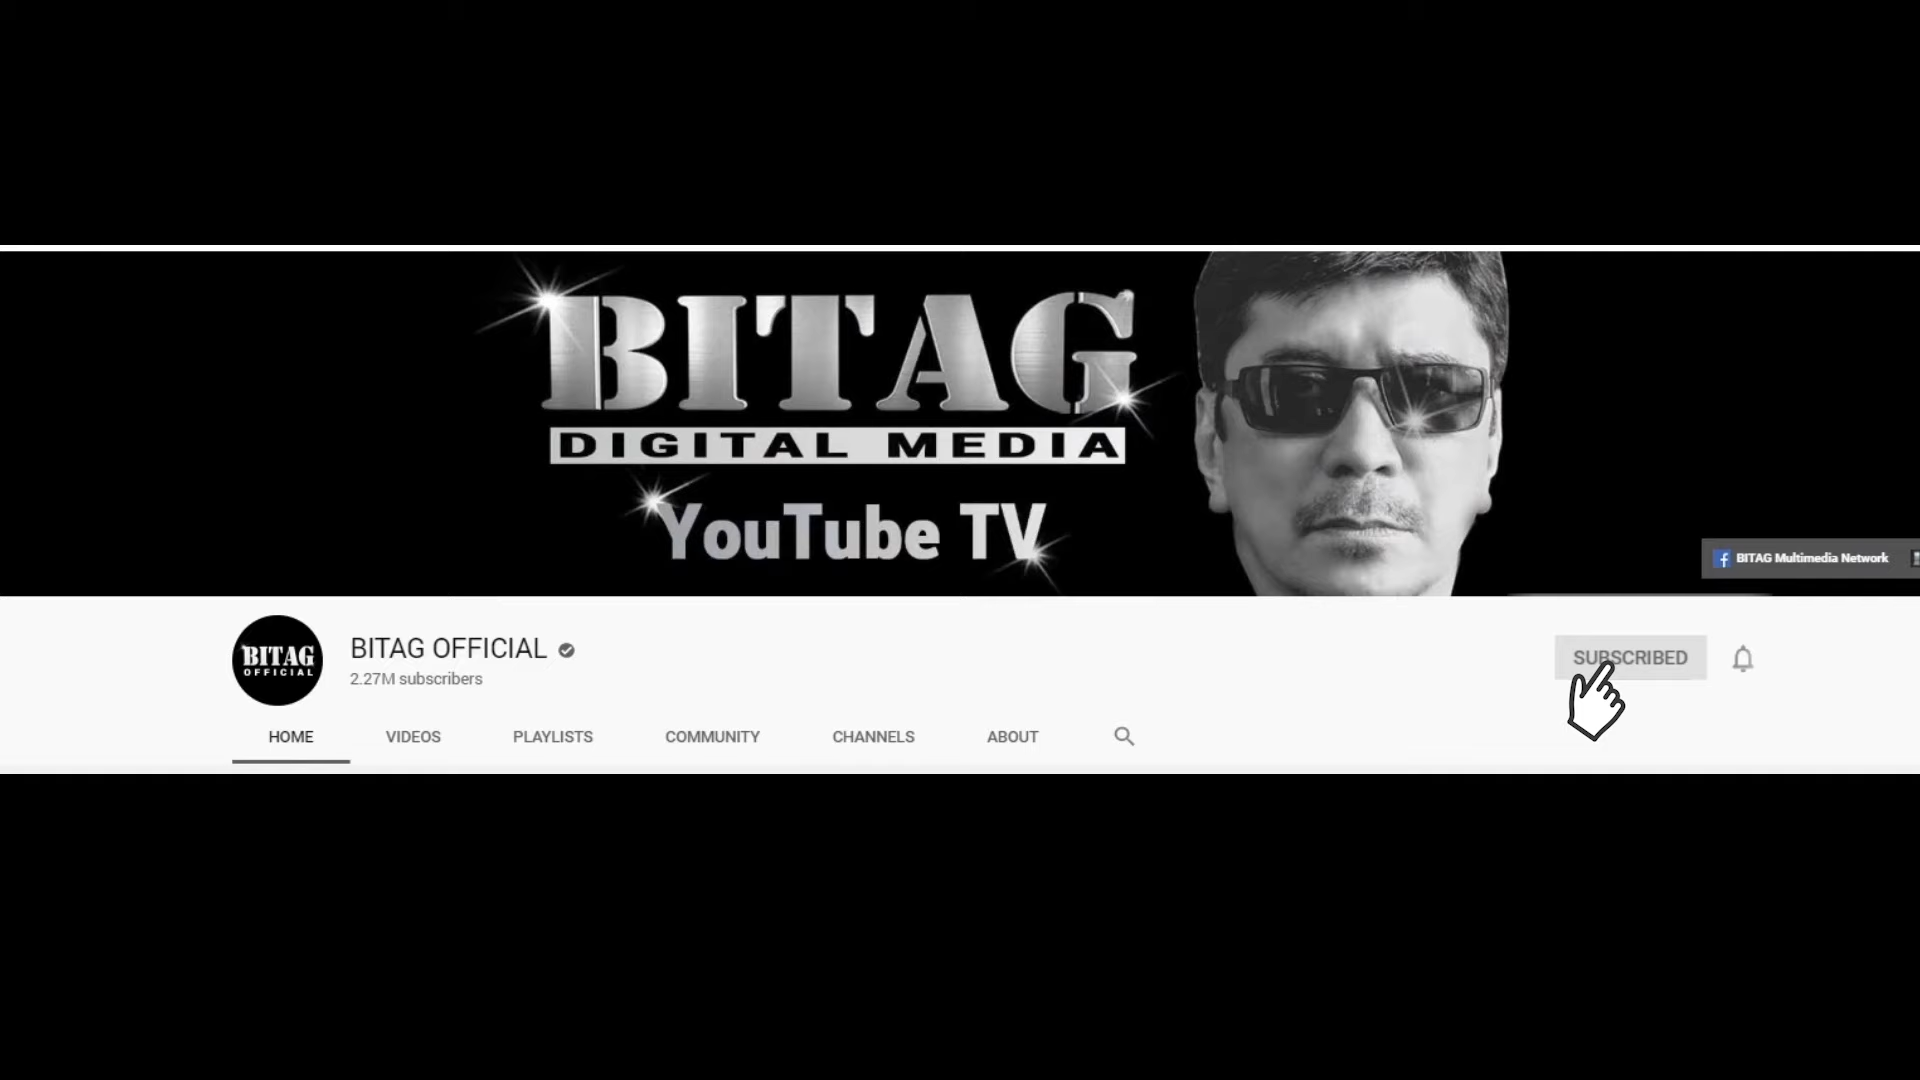 BITAG
DIGITAL MEDIA
YouTube TV
BITAG Multimedia Network
BITAG
OFFICIAL
BITAG OFFICIAL
2.27M subscribers
SUBSCRIBED
HOME VIDEOS PLAYLISTS COMMUNITY CHANNELS ABOUT